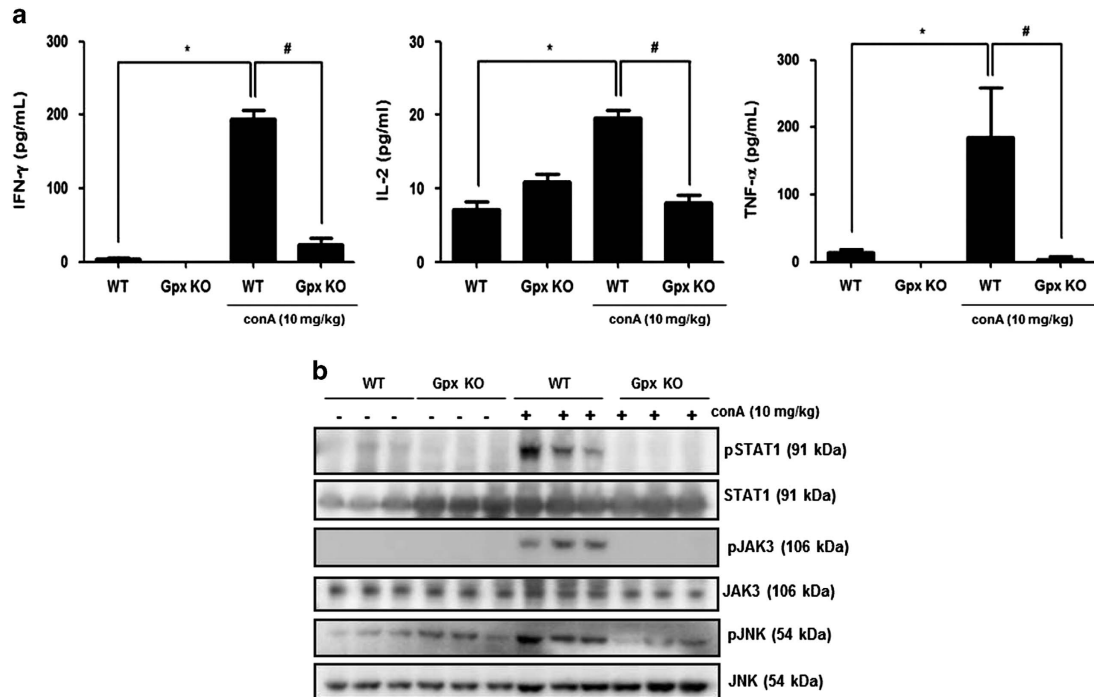 a
IFN-γ (pg/mL)
300
200
100
0
*
#
WT
Gpx KO
WT
Gpx KO
conA (10 mg/kg)
IL-2 (pg/ml)
30
20
10
0
*
#
WT
Gpx KO
WT
Gpx KO
conA (10 mg/kg)
TNF-α (pg/mL)
300
200
100
0
*
#
WT
Gpx KO
WT
Gpx KO
conA (10 mg/kg)
b
WT Gpx KO WT Gpx KO
- - - - - - + + + + + + conA (10 mg/kg)
pSTAT1 (91 kDa)
STAT1 (91 kDa)
pJAK3 (106 kDa)
JAK3 (106 kDa)
pJNK (54 kDa)
JNK (54 kDa)